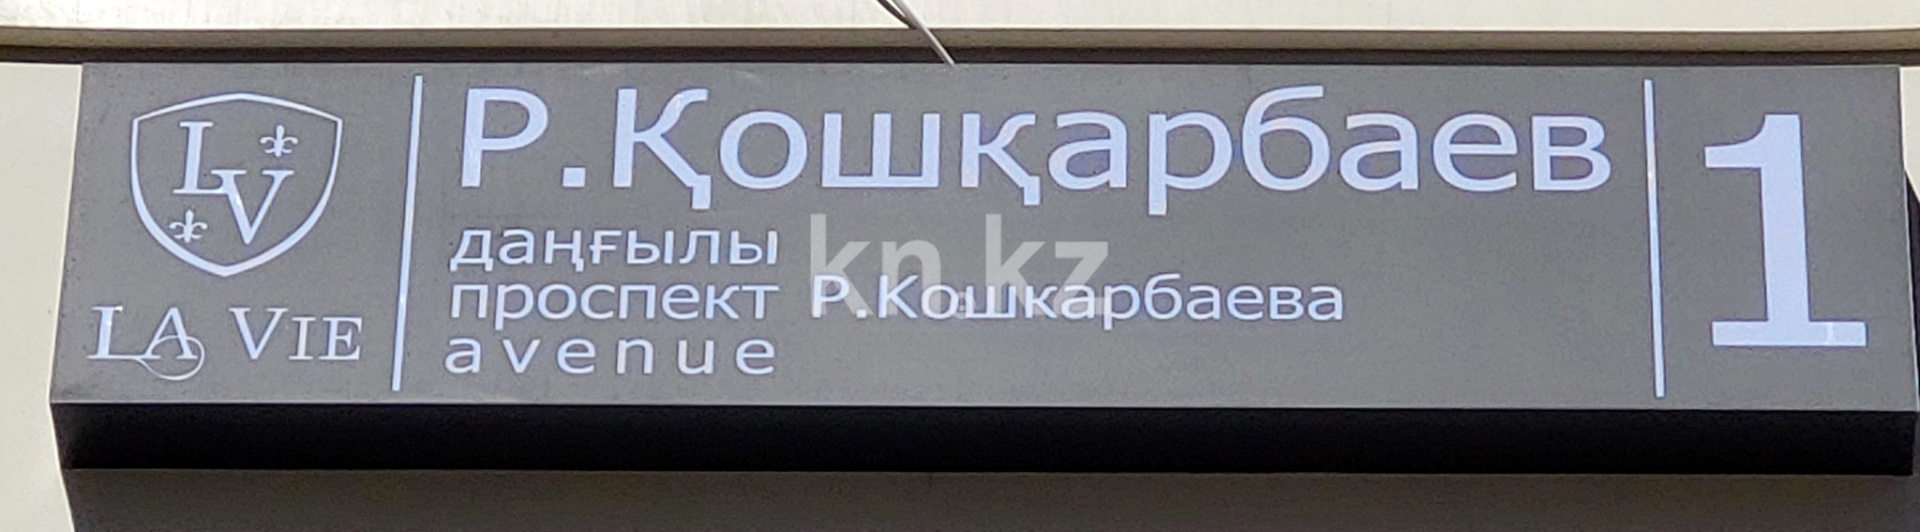 LV
LA VIE
Р.Қошқарбаев
даңғылы
проспект Р.Кошкарбаева
avenue
1
kn.kz